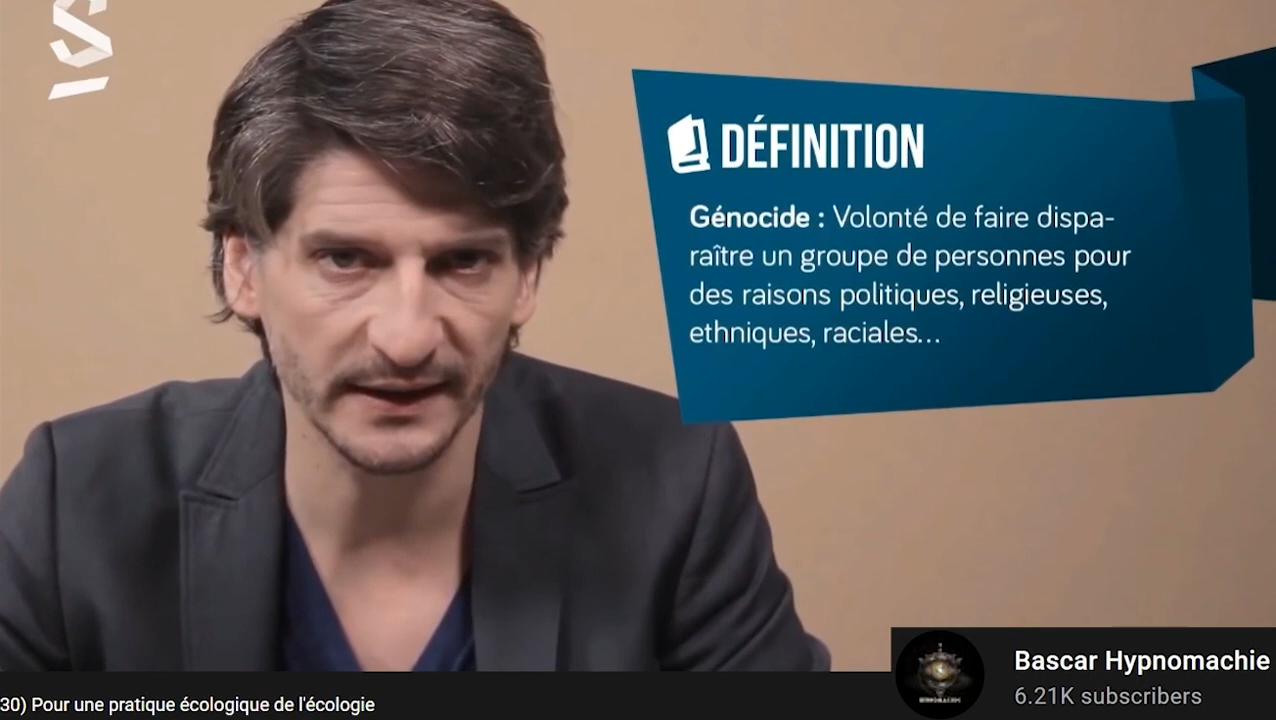 DÉFINITION
Génocide : Volonté de faire dispa-
raître un groupe de personnes pour
des raisons politiques, religieuses,
ethniques, raciales...
Bascar Hypnomachie
6.21K subscribers
30) Pour une pratique écologique de l'écologie